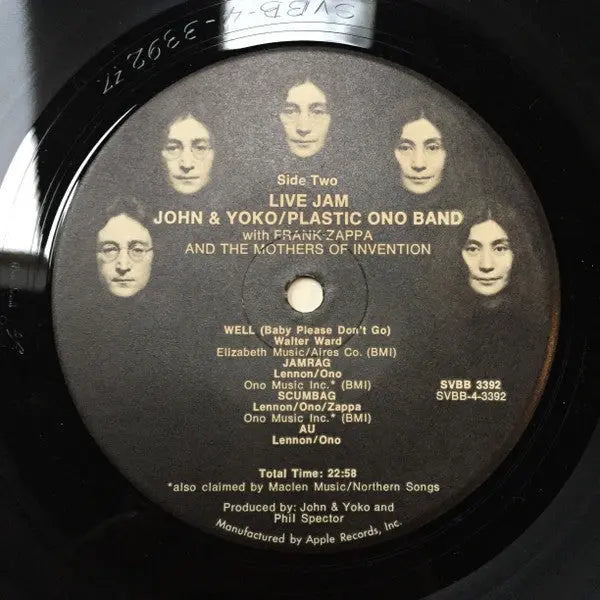 SVBB-4-3392
Side Two
LIVE JAM
JOHN & YOKO/PLASTIC ONO BAND
with FRANK ZAPPA
AND THE MOTHERS OF INVENTION
WELL (Baby Please Don't Go)
Walter Ward
Elizabeth Music/Aires Co. (BMI)
JAMRAG
Lennon/Ono
Ono Music Inc.* (BMI)
SCUMBAG
Lennon/Ono/Zappa
Ono Music Inc.* (BMI)
AU
Lennon/Ono
SVBB 3392
SVBB-4-3392
Total Time: 22:58
*also claimed by Maclen Music/Northern Songs
Produced by: John & Yoko and
Phil Spector
Manufactured by Apple Records, Inc.